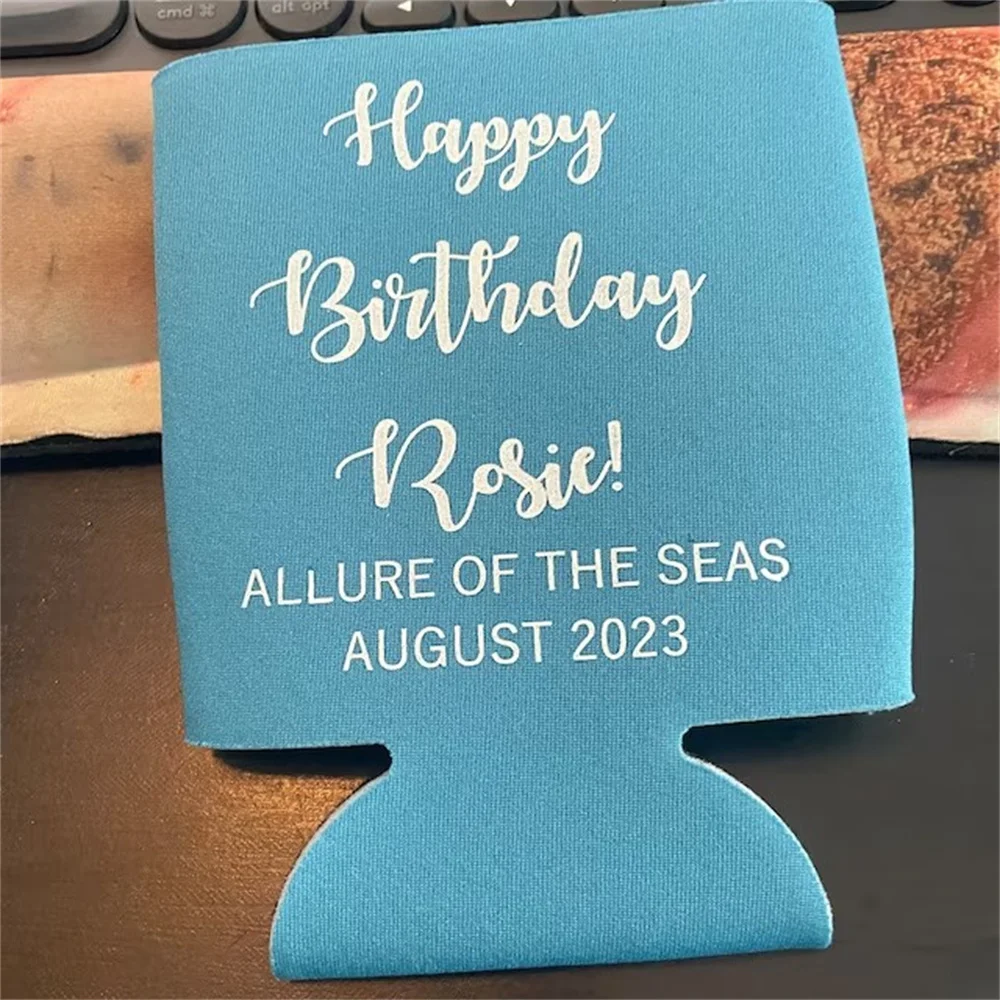 cmd ⌘
alt opt
Happy
Birthday
Rosie!
ALLURE OF THE SEAS
AUGUST 2023